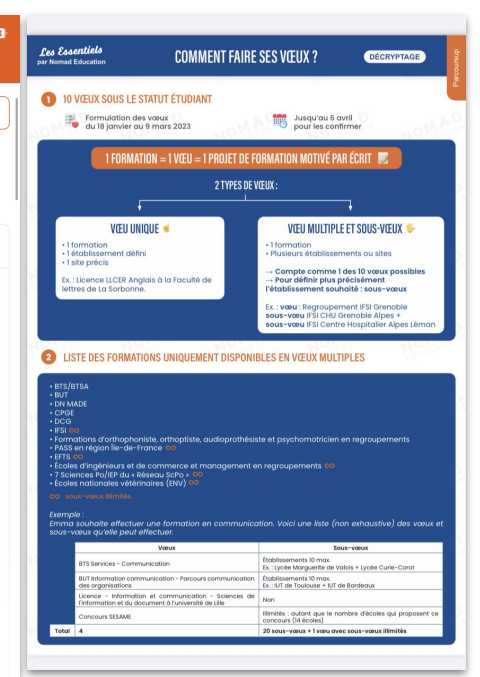 Les Essentiels
par Nomad Education
COMMENT FAIRE SES VŒUX ?
DÉCRYPTAGE
Parcoursup
1 10 VŒUX SOUS LE STATUT ÉTUDIANT
Formulation des vœux
du 18 janvier au 9 mars 2023
Jusqu'au 6 avril
pour les confirmer
1 FORMATION = 1 VŒU = 1 PROJET DE FORMATION MOTIVÉ PAR ÉCRIT
2 TYPES DE VŒUX :
VŒU UNIQUE
• 1 formation
• 1 établissement défini
• 1 site précis
Ex. : Licence LLCER Anglais à la Faculté de
lettres de La Sorbonne.
VŒU MULTIPLE ET SOUS-VŒUX
• 1 formation
• Plusieurs établissements ou sites
→ Compte comme 1 des 10 vœux possibles
→ Pour définir plus précisément
l'établissement souhaité : sous-vœux
Ex. : vœu : Regroupement IFSI Grenoble
sous-vœu IFSI CHU Grenoble Alpes +
sous-vœu IFSI Centre Hospitalier Alpes Léman
2 LISTE DES FORMATIONS UNIQUEMENT DISPONIBLES EN VŒUX MULTIPLES
• BTS/BTSA
• BUT
• DN MADE
• CPGE
• DCG
• IFSI ∞
• Formations d'orthophoniste, orthoptiste, audioprothésiste et psychomotricien en regroupements
• PASS en région Île-de-France ∞
• EFTS ∞
• Écoles d'ingénieurs et de commerce et management en regroupements ∞
• 7 Sciences Po/IEP du « Réseau ScPo » ∞
• Écoles nationales vétérinaires (ENV) ∞
∞ sous-vœux illimités
Exemple :
Emma souhaite effectuer une formation en communication. Voici une liste (non exhaustive) des vœux et
sous-vœux qu'elle peut effectuer.
Vœux
Sous-vœux
BTS Services - Communication
Établissements 10 max.
Ex. : Lycée Marguerite de Valois + Lycée Curie-Corot
BUT Information communication - Parcours communication
des organisations
Établissements 10 max.
Ex. : IUT de Toulouse + IUT de Bordeaux
Licence - Information et communication - Sciences de
l'information et du document à l'université de Lille
Non
Concours SESAME
Illimités : autant que le nombre d'écoles qui proposent ce
concours (14 écoles)
Total 4
20 sous-vœux + 1 vœu avec sous-vœux illimités